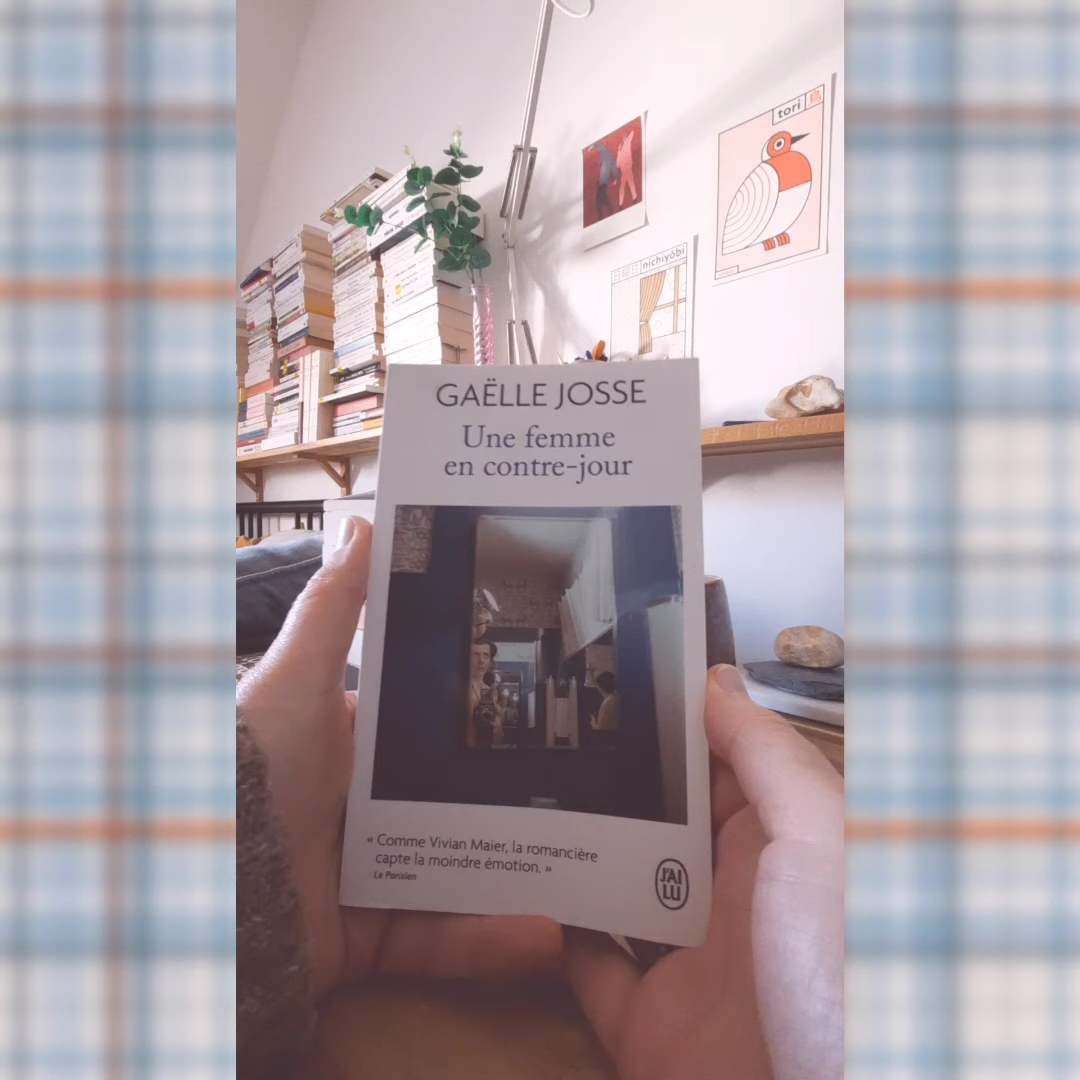 tori
nichiyōbi
GAËLLE JOSSE
Une femme
en contre-jour
« Comme Vivian Maier, la romancière
capte la moindre émotion. »
Le Parisien
J'AI
LU